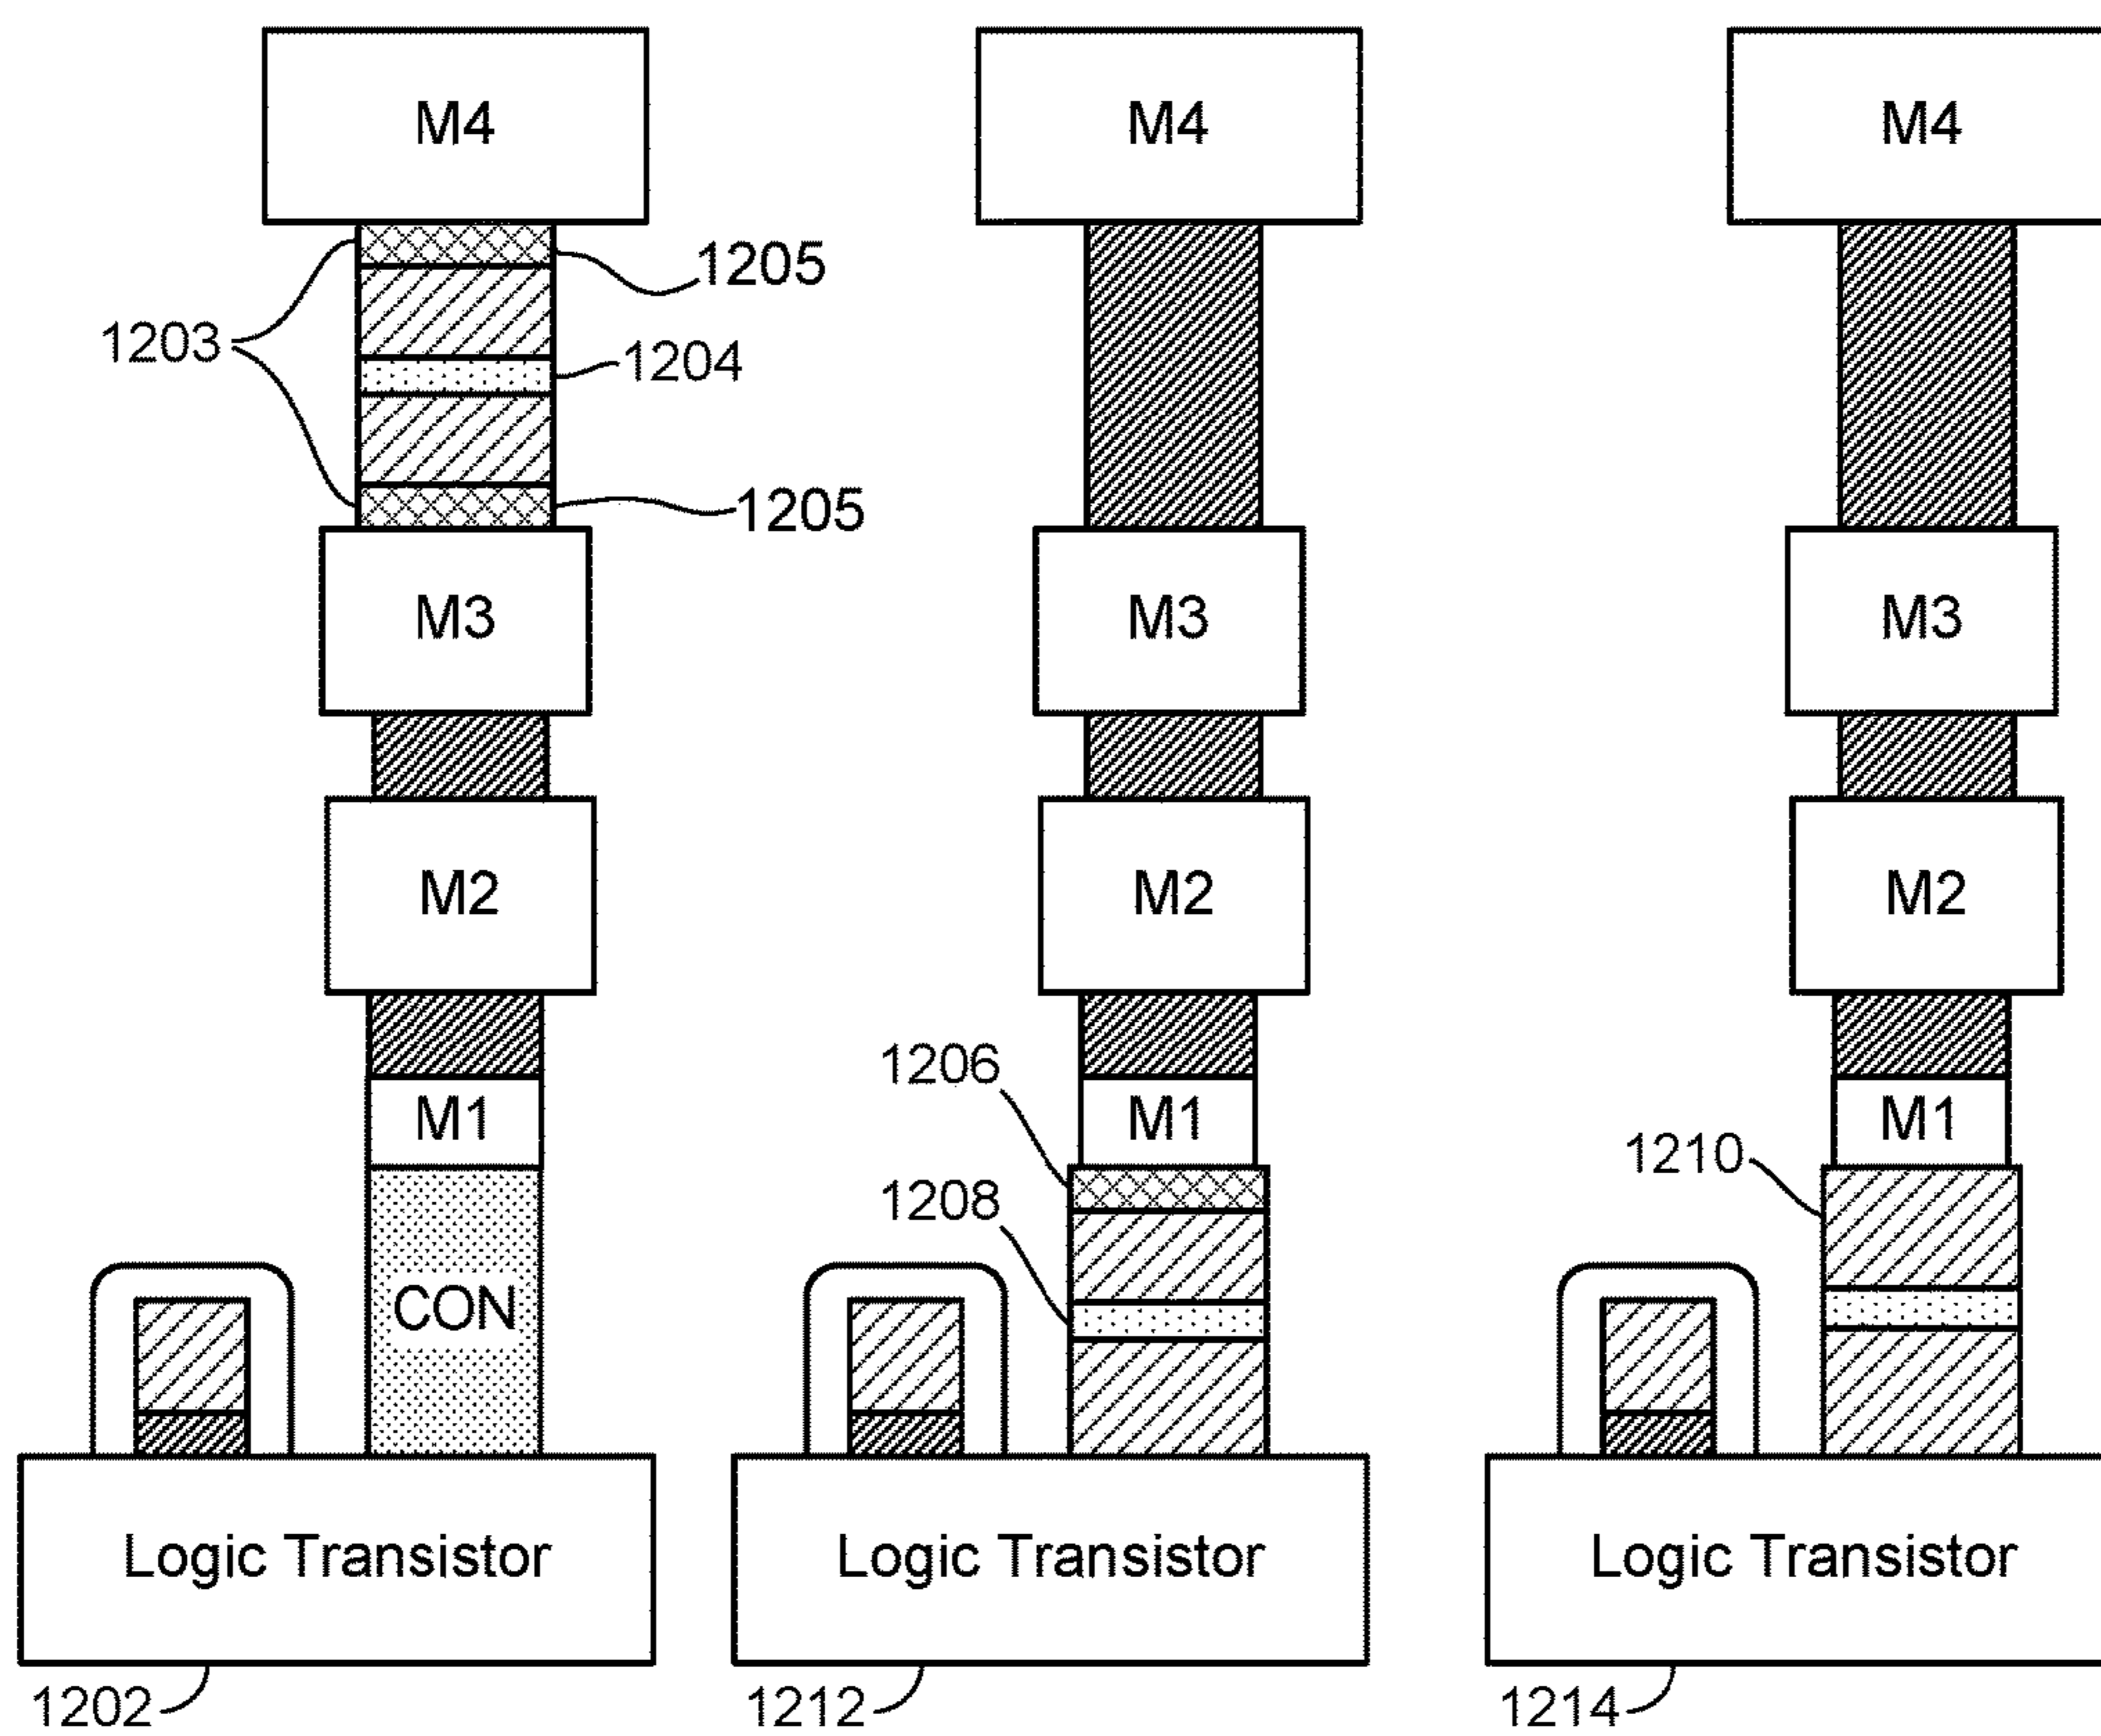 M4 M4 M4
1205
1203
1204
1205
M3 M3 M3
M2 M2 M2
1206
M1 M1 M1
1210
1208
CON
Logic Transistor Logic Transistor Logic Transistor
1202 1212 1214